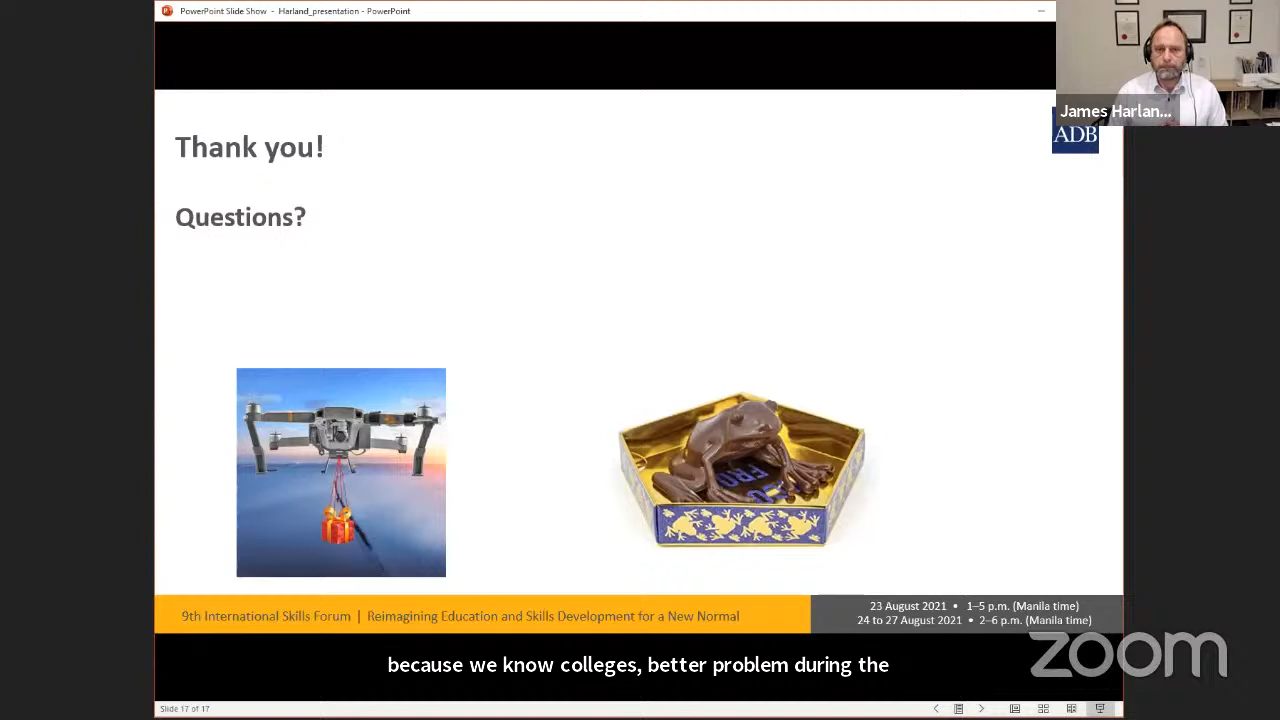 PowerPoint Slide Show - Harland_presentation - PowerPoint
James Harlan...
ADB
Thank you!
Questions?
FRO
9th International Skills Forum | Reimagining Education and Skills Development for a New Normal
23 August 2021 • 1–5 p.m. (Manila time)
24 to 27 August 2021 • 2–6 p.m. (Manila time)
zoom
because we know colleges, better problem during the
Slide 17 of 17